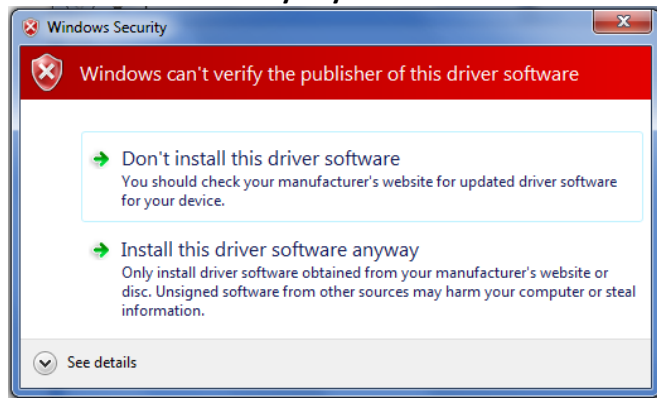 Windows Security
Windows can't verify the publisher of this driver software
Don't install this driver software
You should check your manufacturer's website for updated driver software
for your device.
Install this driver software anyway
Only install driver software obtained from your manufacturer's website or
disc. Unsigned software from other sources may harm your computer or steal
information.
See details